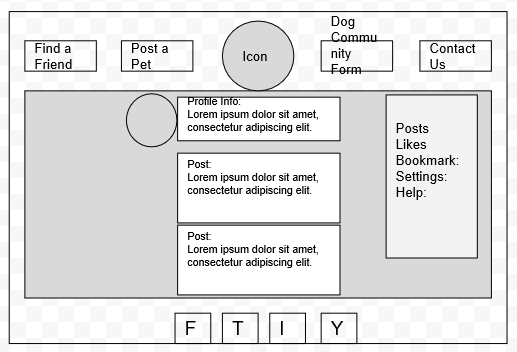 Find a
Friend
Post a
Pet
Icon
Dog
Commu
nity
Form
Contact
Us
Profile Info:
Lorem ipsum dolor sit amet,
consectetur adipiscing elit.
Post:
Lorem ipsum dolor sit amet,
consectetur adipiscing elit.
Post:
Lorem ipsum dolor sit amet,
consectetur adipiscing elit.
Posts
Likes
Bookmark:
Settings:
Help:
F T I Y